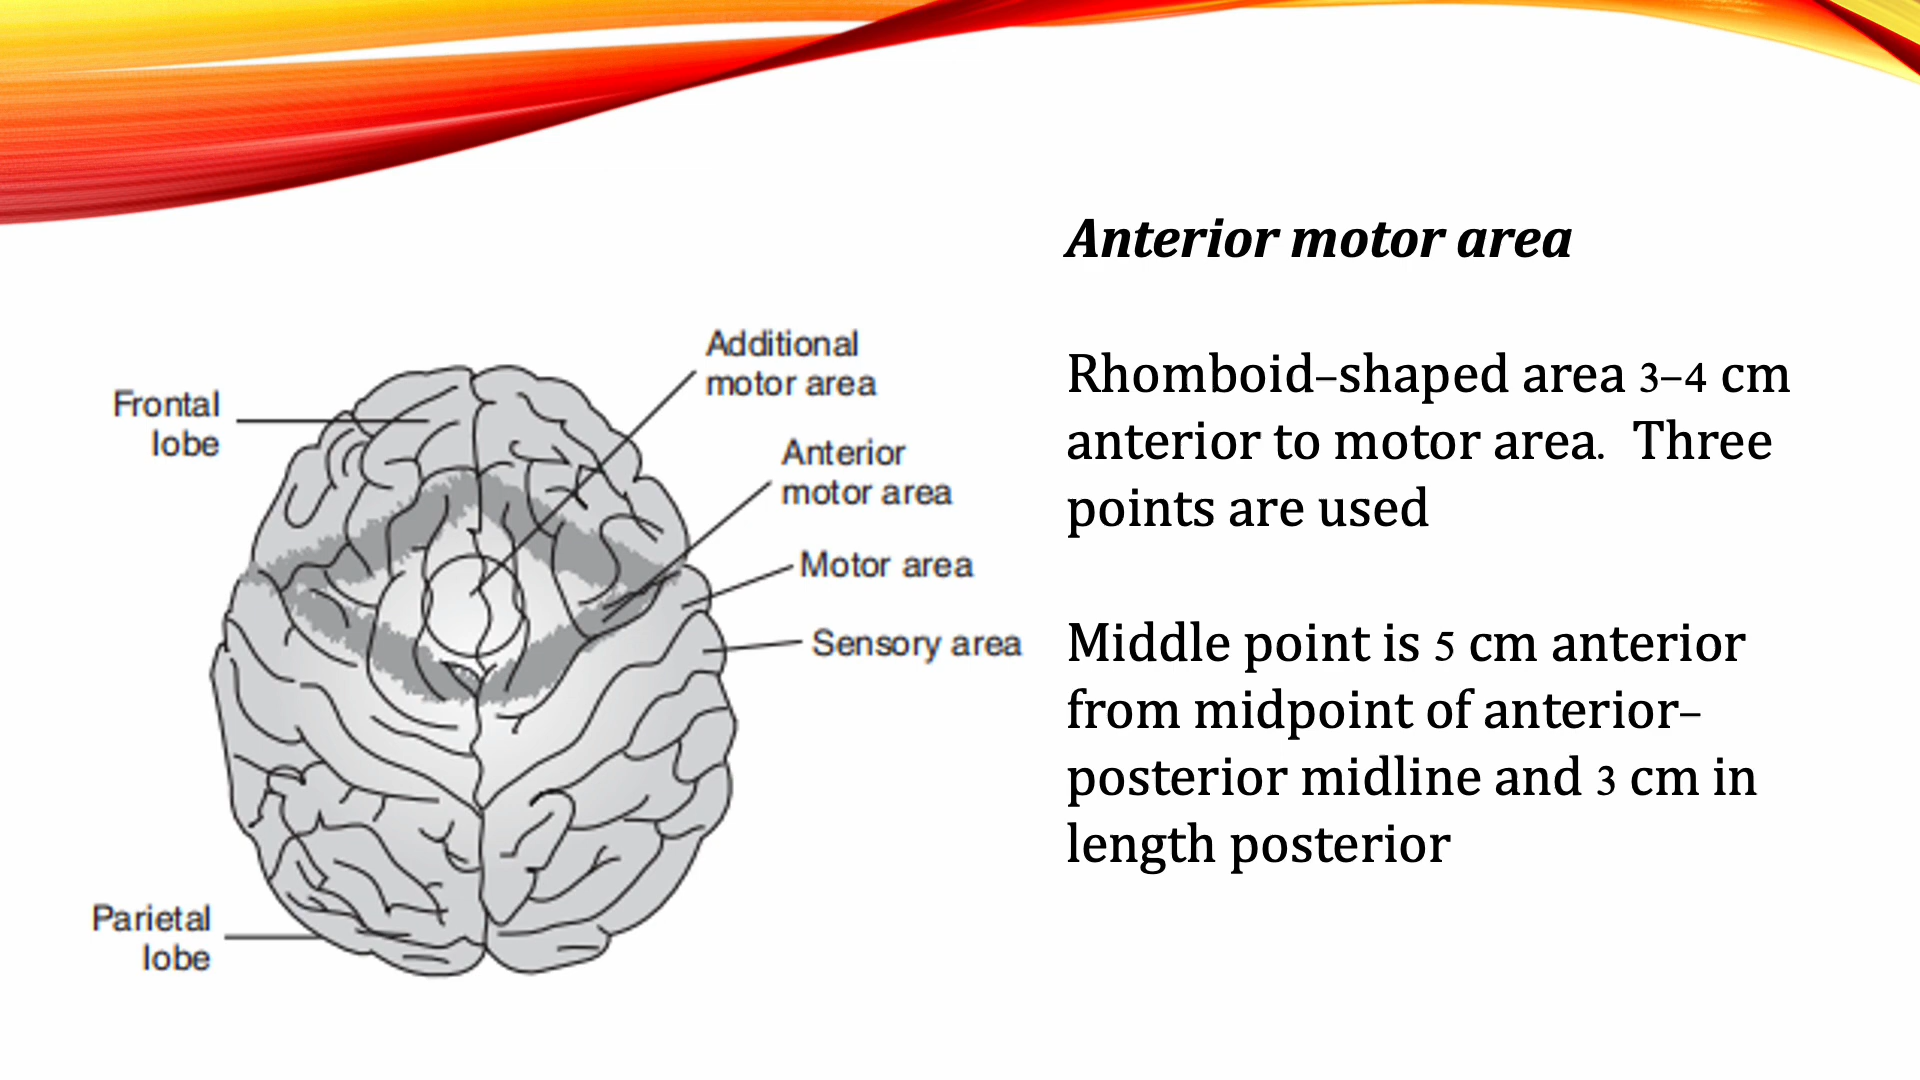 Anterior motor area
Rhomboid–shaped area 3–4 cm
anterior to motor area.  Three
points are used
Middle point is 5 cm anterior
from midpoint of anterior–
posterior midline and 3 cm in
length posterior
Additional
motor area
Frontal
lobe
Anterior
motor area
Motor area
Sensory area
Parietal
lobe